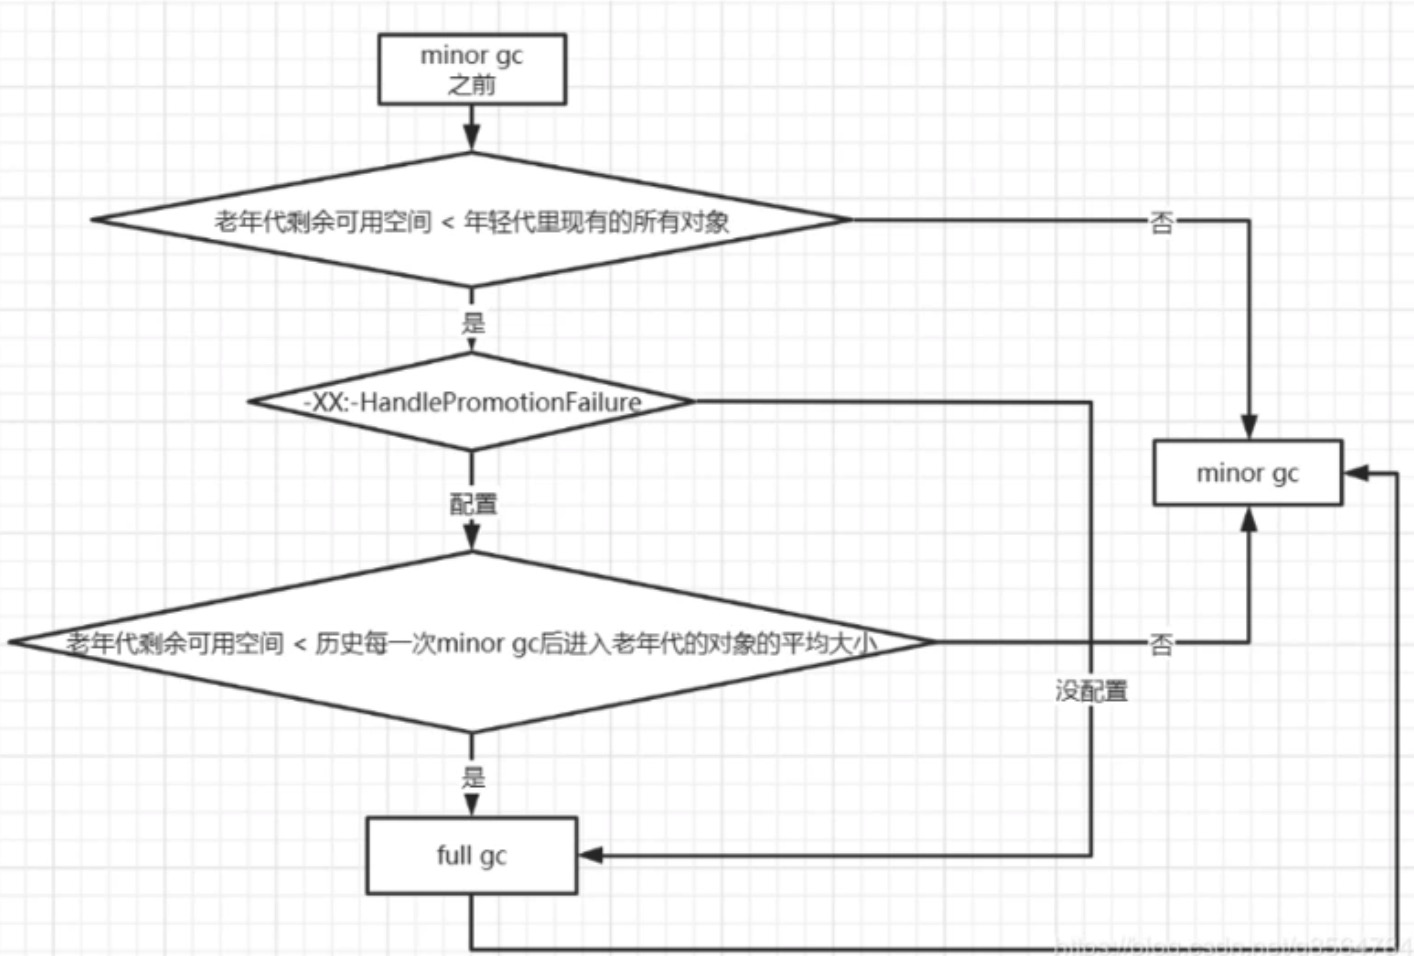 minor gc
之前
老年代剩余可用空间 < 年轻代里现有的所有对象
否
是
-XX:-HandlePromotionFailure
minor gc
配置
老年代剩余可用空间 < 历史每一次minor gc后进入老年代的对象的平均大小
否
没配置
是
full gc